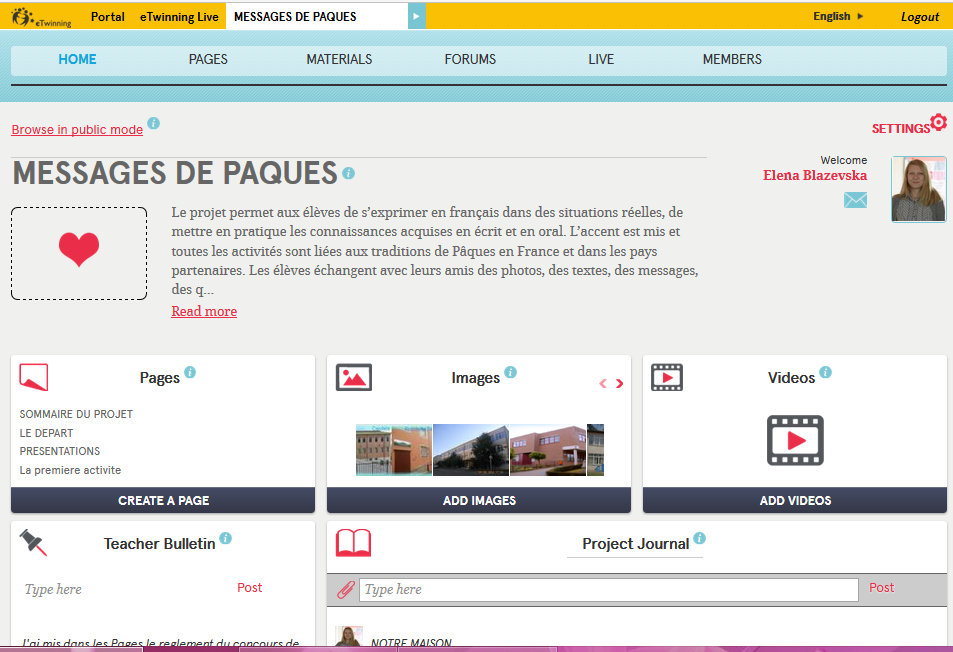 eTwinning Portal eTwinning Live MESSAGES DE PAQUES English Logout
HOME PAGES MATERIALS FORUMS LIVE MEMBERS
Browse in public mode
SETTINGS
Welcome
Elena Blazevska
MESSAGES DE PAQUES
Le projet permet aux élèves de s'exprimer en français dans des situations réelles, de
mettre en pratique les connaissances acquises en écrit et en oral. L'accent est mis et
toutes les activités sont liées aux traditions de Pâques en France et dans les pays
partenaires. Les élèves échangent avec leurs amis des photos, des textes, des messages,
des q...
Read more
Pages
SOMMAIRE DU PROJET
LE DEPART
PRESENTATIONS
La premiere activite
CREATE A PAGE
Images
ADD IMAGES
Videos
ADD VIDEOS
Teacher Bulletin
Type here Post
J'ai mis dans les Pages le reglement du concours de
Project Journal
Type here Post
NOTRE MAISON